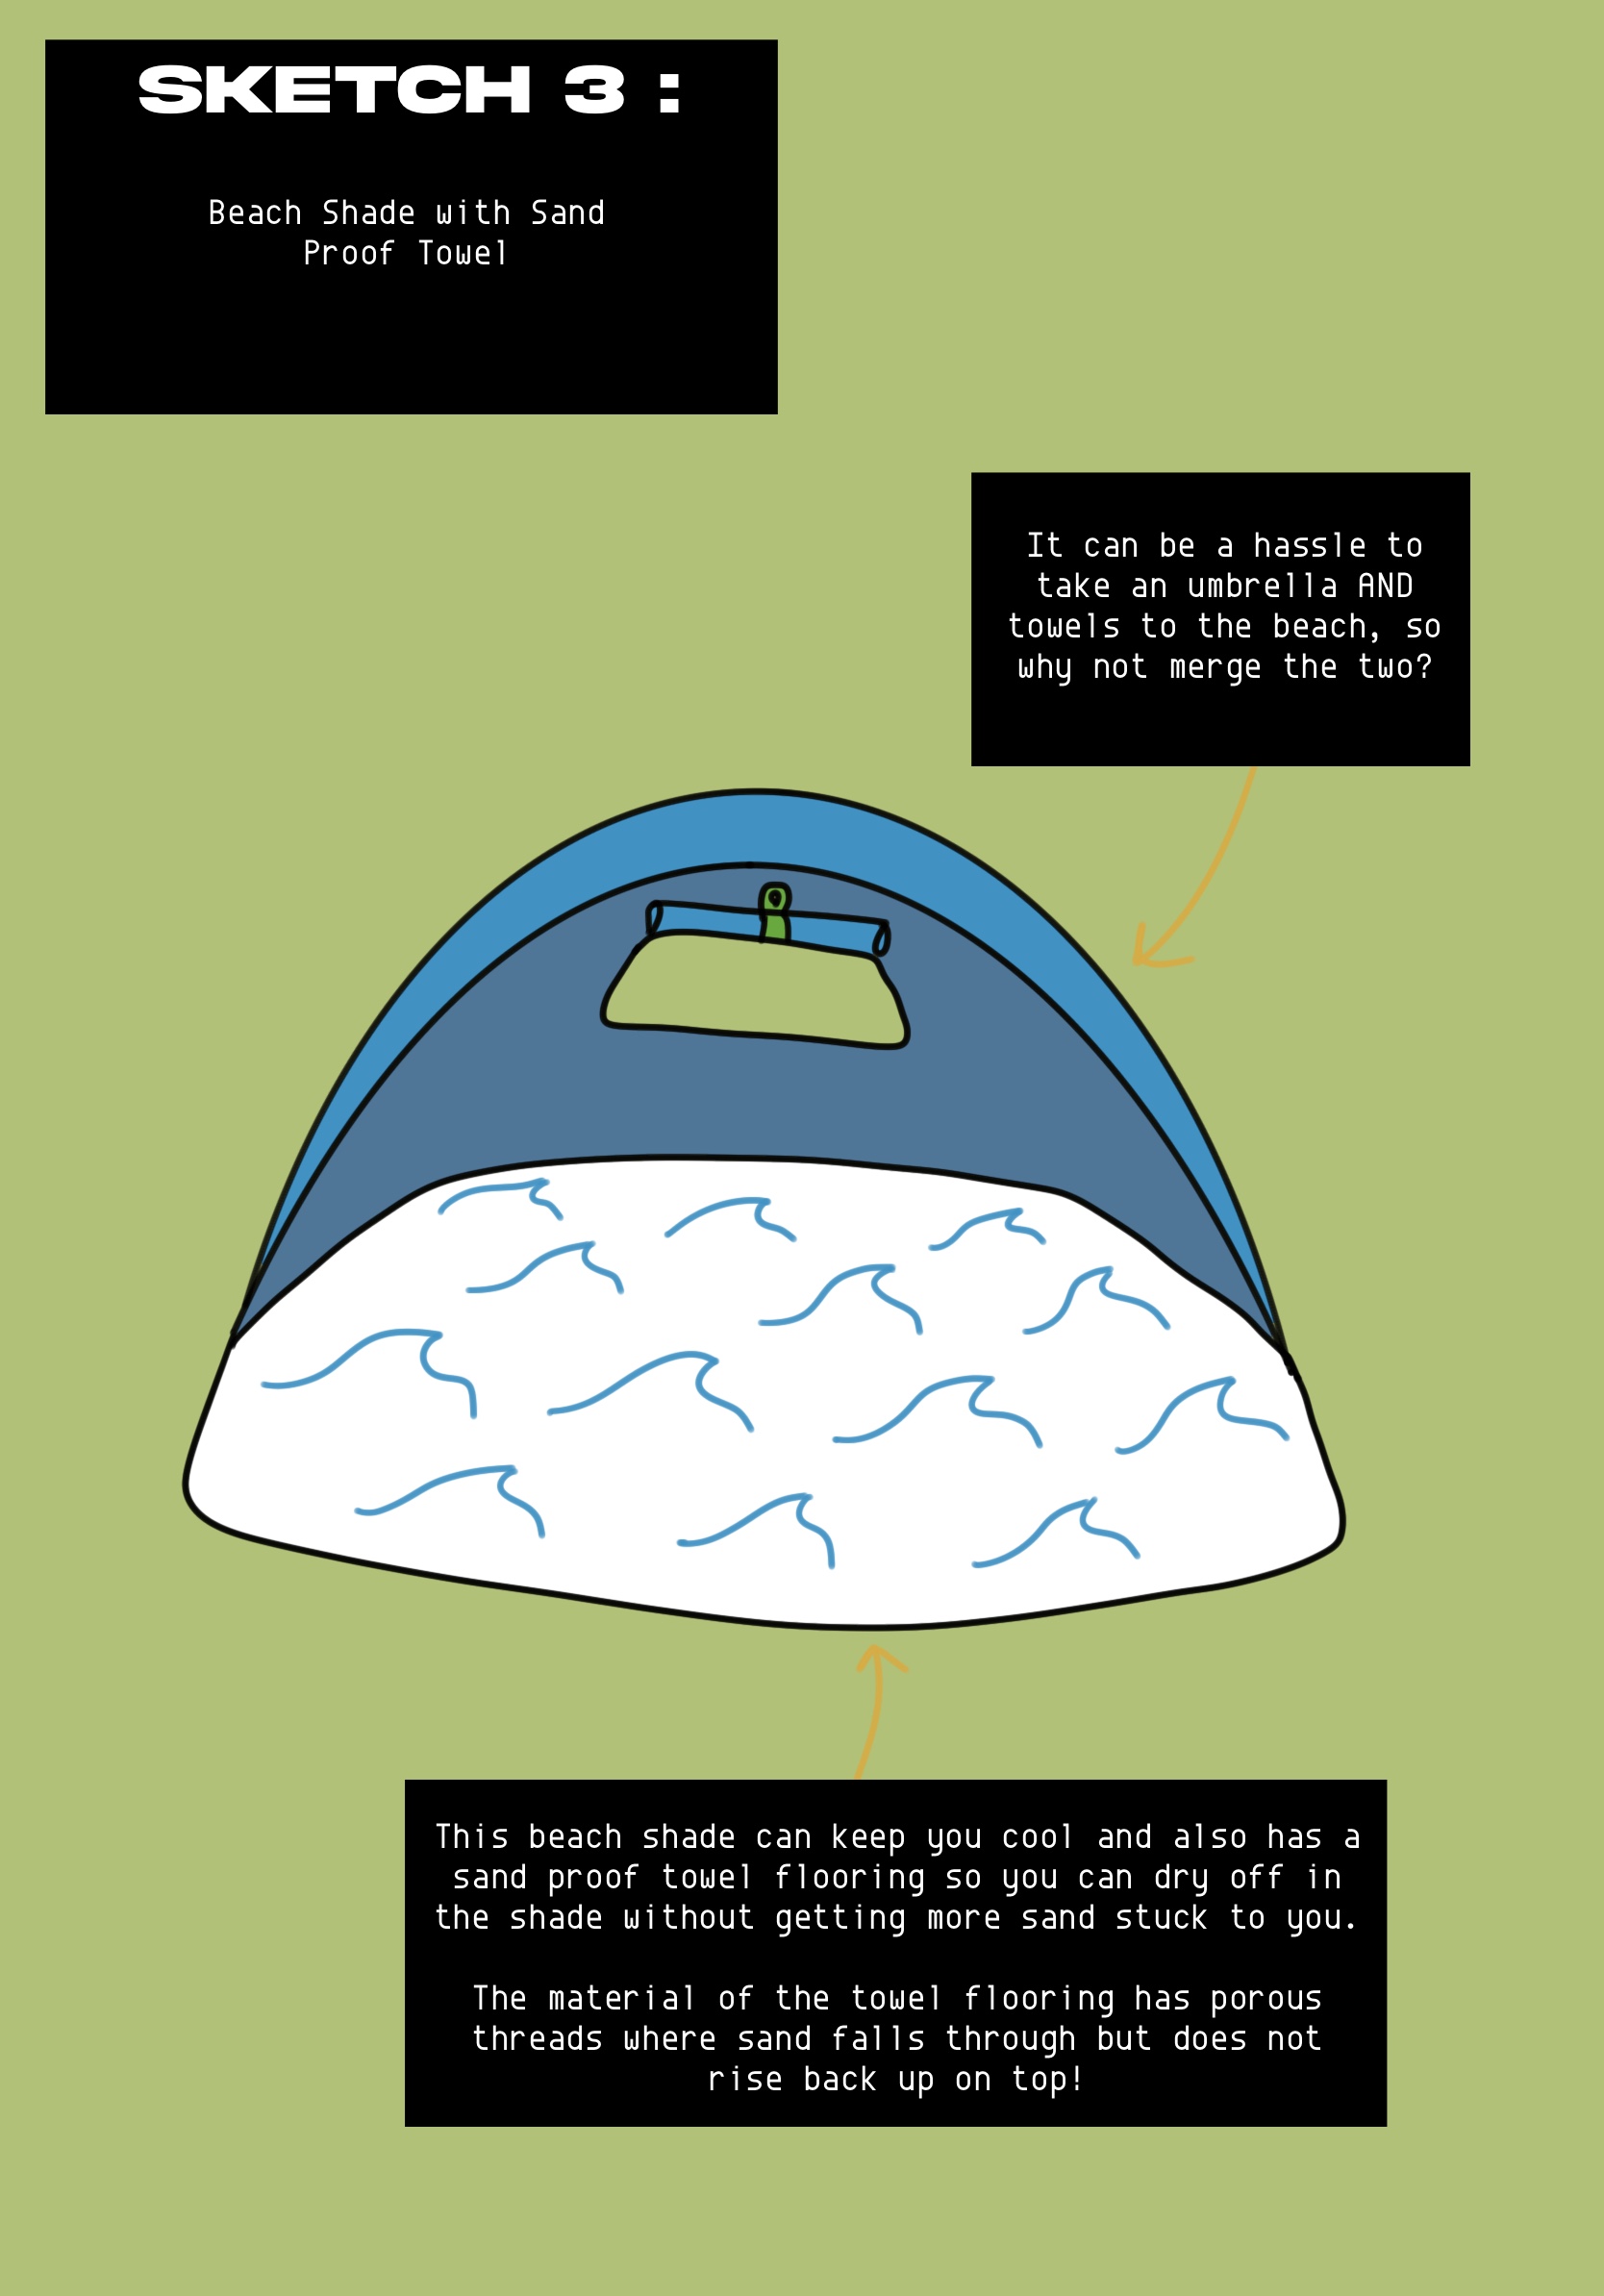 SKETCH 3 :
Beach Shade with Sand
Proof Towel
It can be a hassle to
take an umbrella AND
towels to the beach, so
why not merge the two?
This beach shade can keep you cool and also has a
sand proof towel flooring so you can dry off in
the shade without getting more sand stuck to you.
The material of the towel flooring has porous
threads where sand falls through but does not
rise back up on top!